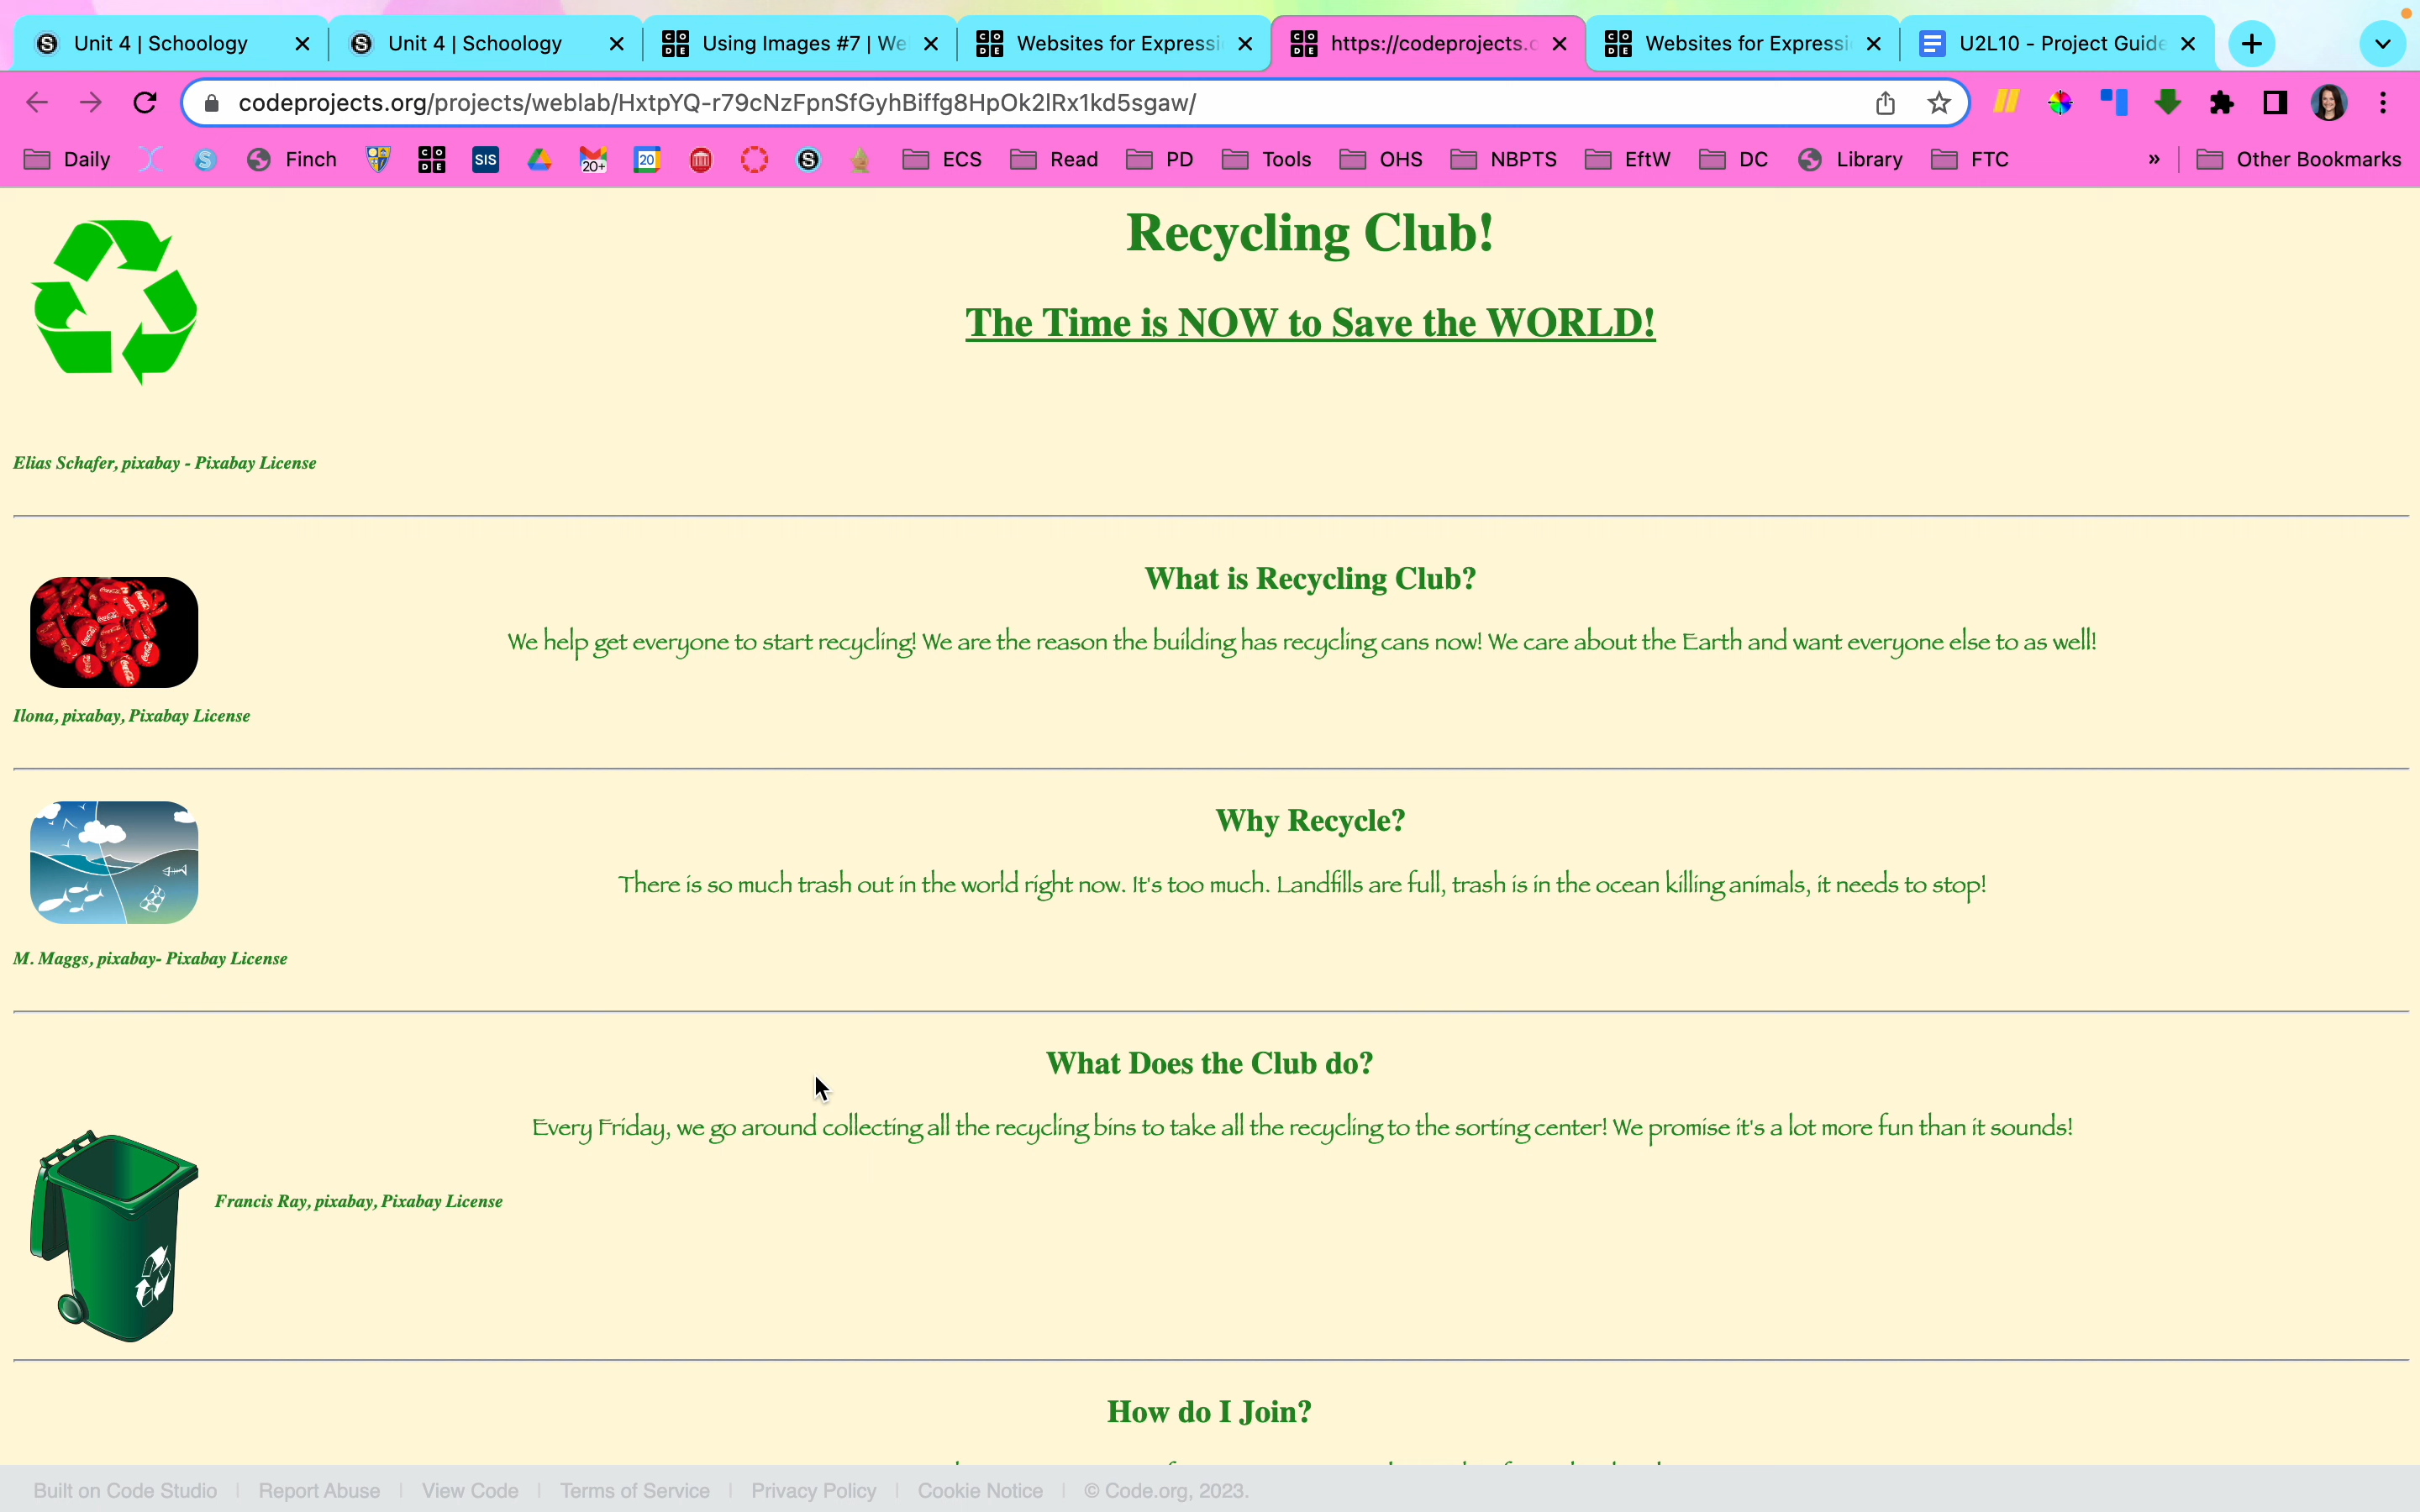 Unit 4 | Schoology
Unit 4 | Schoology
Using Images #7 | We
Websites for Expressi
https://codeprojects.c
Websites for Expressi
U2L10 - Project Guide
codeprojects.org/projects/weblab/HxtpYQ-r79cNzFpnSfGyhBiffg8HpOk2lRx1kd5sgaw/
Daily
Finch
CODE
SIS
20+
20
ECS
Read
PD
Tools
OHS
NBPTS
EftW
DC
Library
FTC
»
Other Bookmarks
Recycling Club!
The Time is NOW to Save the WORLD!
Elias Schafer, pixabay - Pixabay License
What is Recycling Club?
We help get everyone to start recycling! We are the reason the building has recycling cans now! We care about the Earth and want everyone else to as well!
Ilona, pixabay, Pixabay License
Why Recycle?
There is so much trash out in the world right now. It's too much. Landfills are full, trash is in the ocean killing animals, it needs to stop!
M. Maggs, pixabay- Pixabay License
What Does the Club do?
Every Friday, we go around collecting all the recycling bins to take all the recycling to the sorting center! We promise it's a lot more fun than it sounds!
Francis Ray, pixabay, Pixabay License
How do I Join?
Built on Code Studio | Report Abuse | View Code | Terms of Service | Privacy Policy | Cookie Notice | © Code.org, 2023.